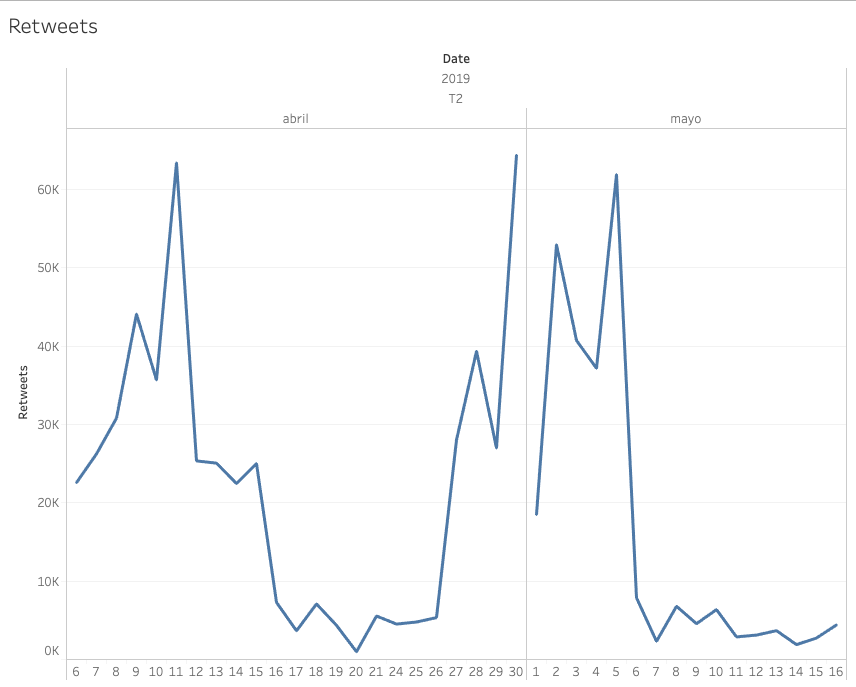 Retweets
Date
2019
T2
abril mayo
60K
50K
40K
30K
20K
10K
0K
Retweets
6 7 8 9 10 11 12 13 14 15 16 17 18 19 20 21 24 25 26 27 28 29 30 1 2 3 4 5 6 7 8 9 10 11 12 13 14 15 16